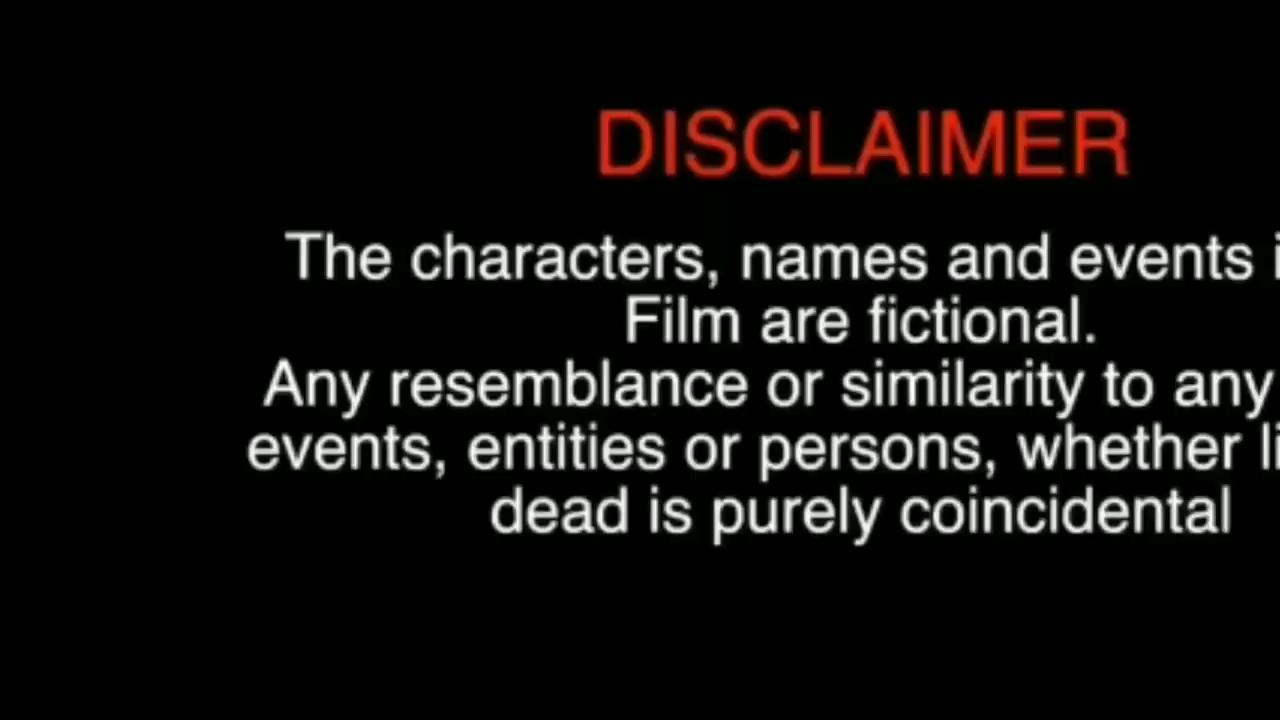 DISCLAIMER
The characters, names and events
Film are fictional.
Any resemblance or similarity to any
events, entities or persons, whether
dead is purely coincidental